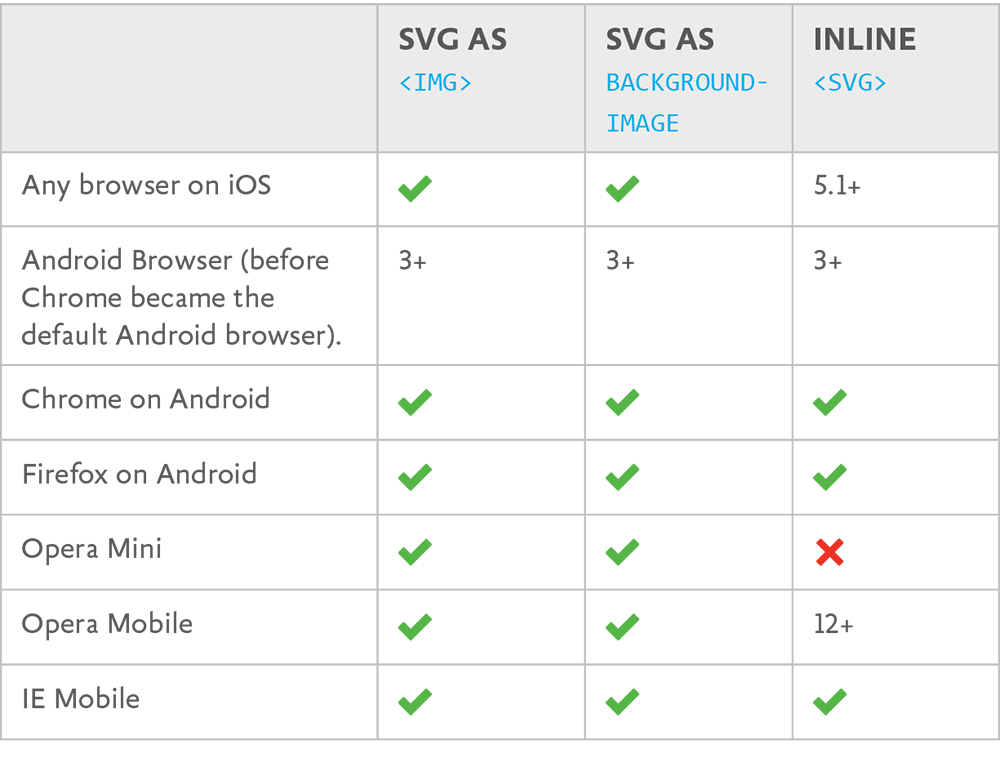 SVG AS
<IMG>
SVG AS
BACKGROUND-
IMAGE
INLINE
<SVG>
Any browser on iOS
5.1+
Android Browser (before
Chrome became the
default Android browser).
3+
3+
3+
Chrome on Android
Firefox on Android
Opera Mini
Opera Mobile
12+
IE Mobile